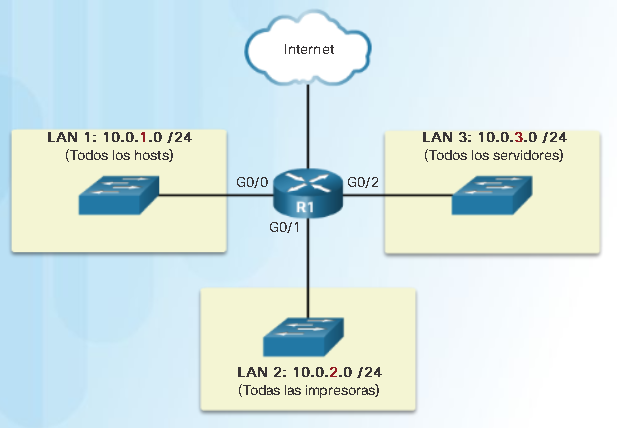 Internet
LAN 1: 10.0.1.0 /24
(Todos los hosts)
LAN 3: 10.0.3.0 /24
(Todos los servidores)
G0/0
G0/2
R1
G0/1
LAN 2: 10.0.2.0 /24
(Todas las impresoras)